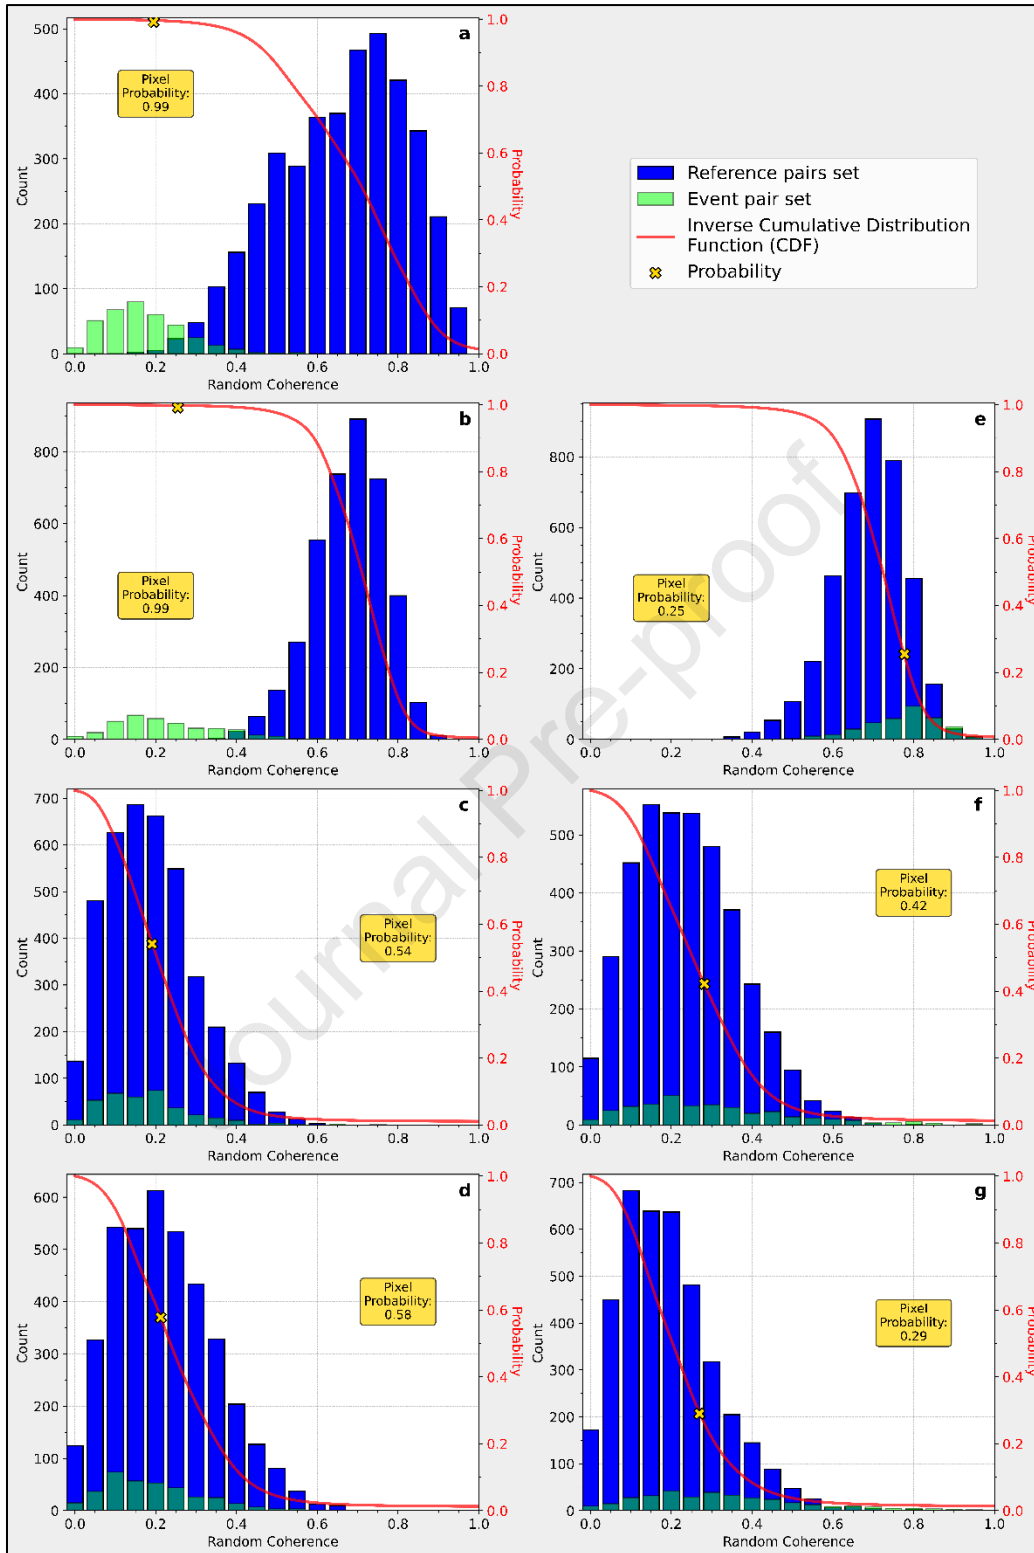 a
500
400
300
200
100
0
Count
1.0
0.8
0.6
0.4
0.2
0.0
Probability
Pixel
Probability:
0.99
0.0 0.2 0.4 0.6 0.8 1.0
Random Coherence
Reference pairs set
Event pair set
Inverse Cumulative Distribution
Function (CDF)
Probability
b
800
600
400
200
0
Count
1.0
0.8
0.6
0.4
0.2
0.0
Probability
Pixel
Probability:
0.99
0.0 0.2 0.4 0.6 0.8 1.0
Random Coherence
e
800
600
400
200
0
Count
1.0
0.8
0.6
0.4
0.2
0.0
Probability
Pixel
Probability:
0.25
0.0 0.2 0.4 0.6 0.8 1.0
Random Coherence
c
700
600
500
400
300
200
100
0
Count
1.0
0.8
0.6
0.4
0.2
0.0
Probability
Pixel
Probability:
0.54
0.0 0.2 0.4 0.6 0.8 1.0
Random Coherence
f
500
400
300
200
100
0
Count
1.0
0.8
0.6
0.4
0.2
0.0
Probability
Pixel
Probability:
0.42
0.0 0.2 0.4 0.6 0.8 1.0
Random Coherence
d
600
500
400
300
200
100
0
Count
1.0
0.8
0.6
0.4
0.2
0.0
Probability
Pixel
Probability:
0.58
0.0 0.2 0.4 0.6 0.8 1.0
Random Coherence
g
700
600
500
400
300
200
100
0
Count
1.0
0.8
0.6
0.4
0.2
0.0
Probability
Pixel
Probability:
0.29
0.0 0.2 0.4 0.6 0.8 1.0
Random Coherence
Journal Pre-proof